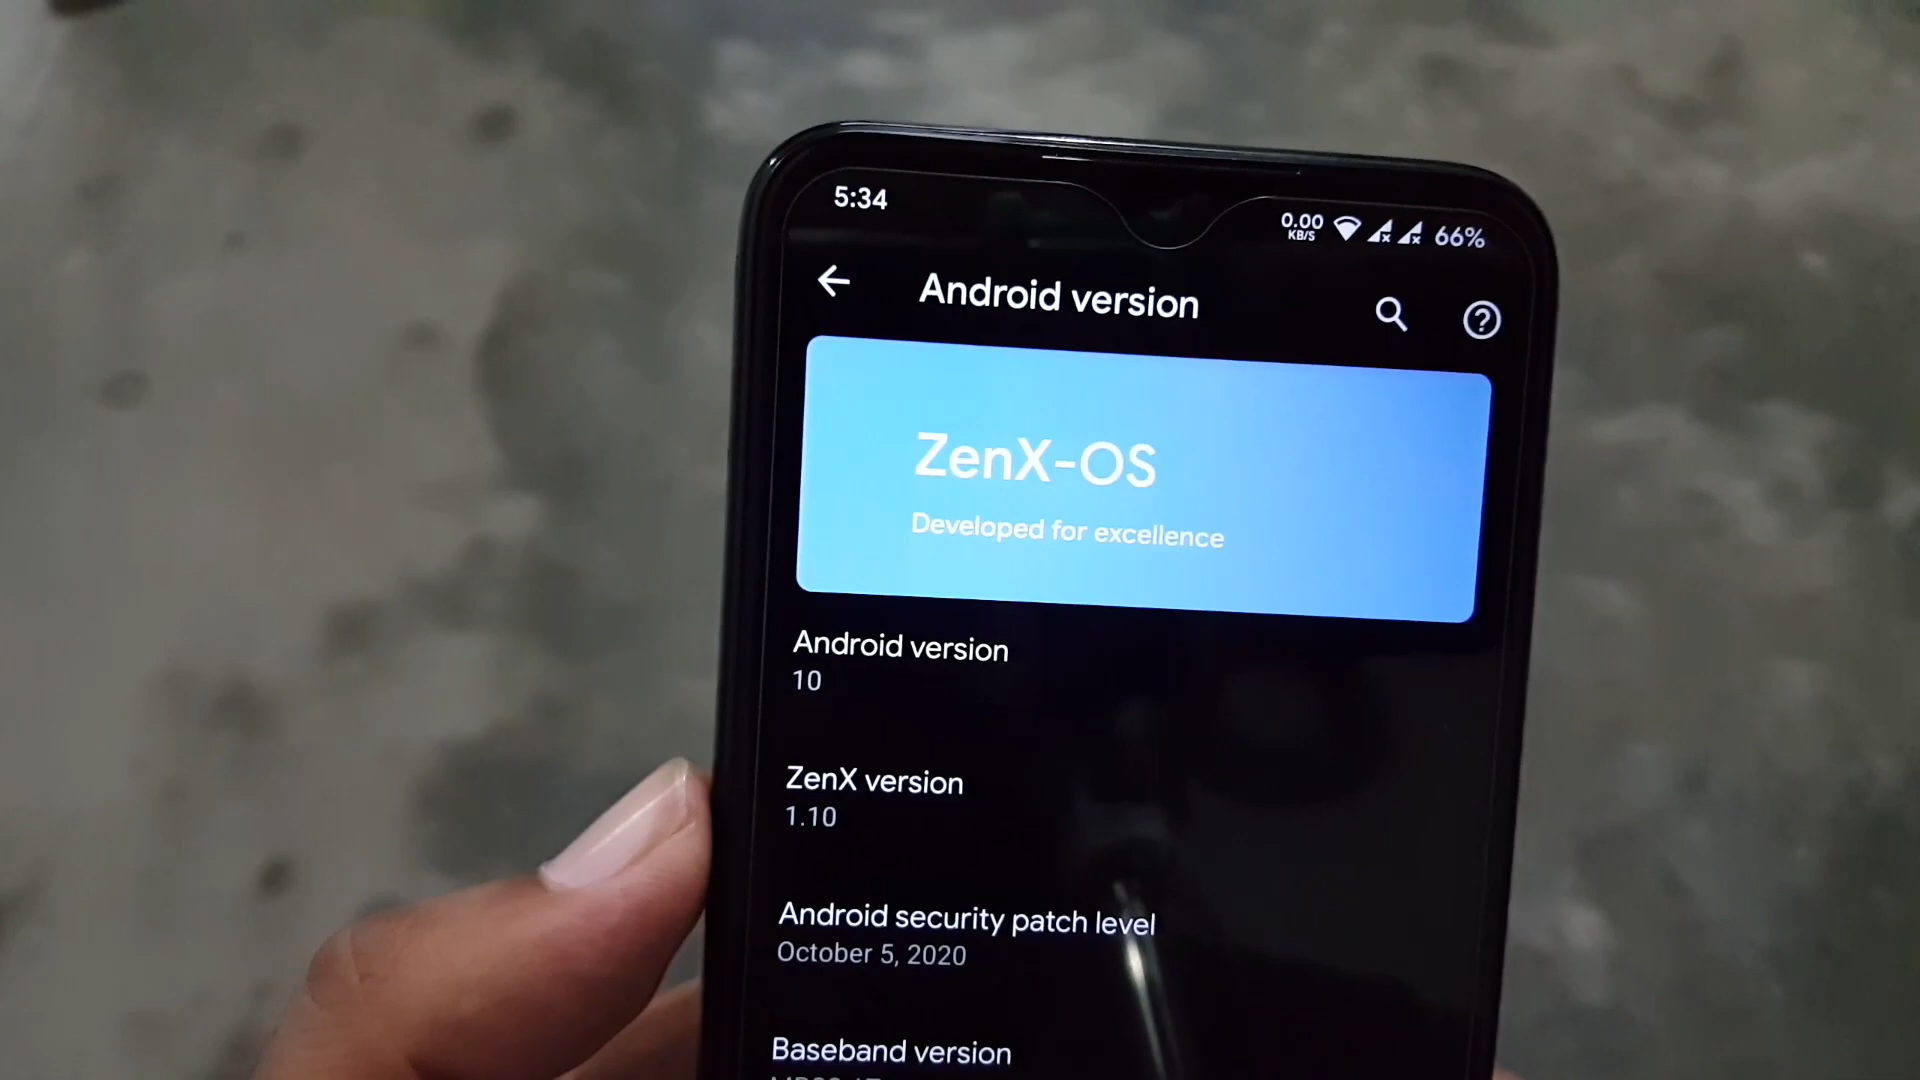 5:34
0.00
KB/S
66%
Android version
ZenX-OS
Developed for excellence
Android version
10
ZenX version
1.10
Android security patch level
October 5, 2020
Baseband version